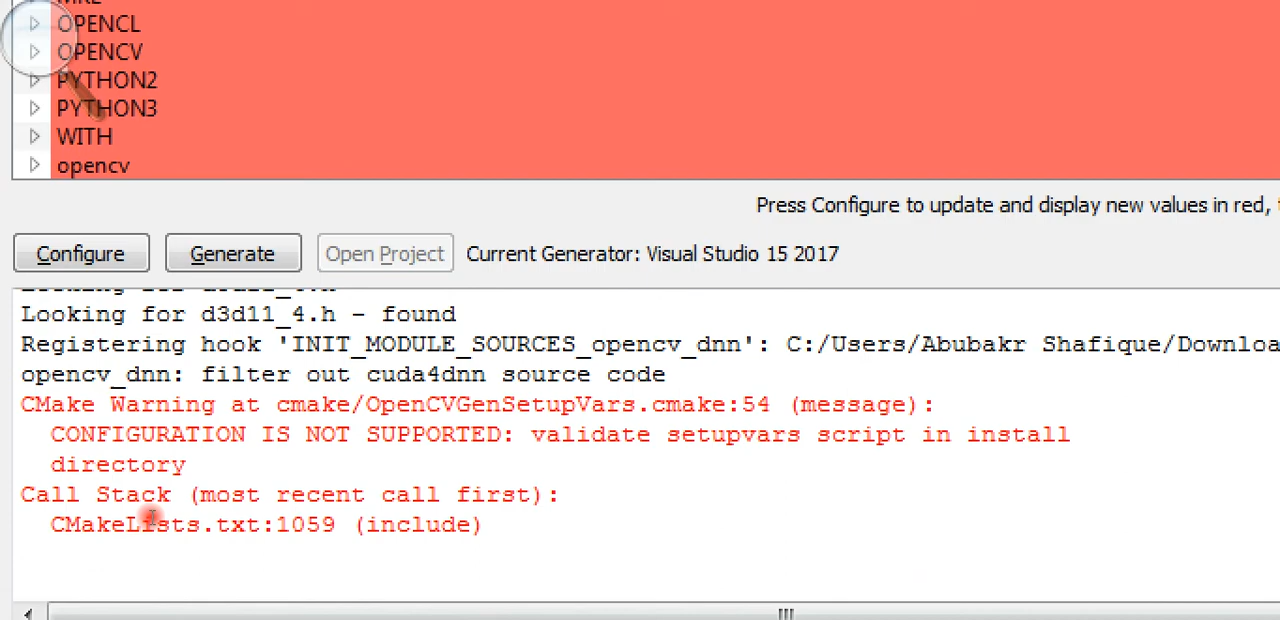 OPENCL
OPENCV
PYTHON2
PYTHON3
WITH
opencv
Press Configure to update and display new values in red,
Configure Generate Open Project Current Generator: Visual Studio 15 2017
Looking for d3d11_4.h - found
Registering hook 'INIT_MODULE_SOURCES_opencv_dnn': C:/Users/Abubakr Shafique/Downloa
opencv_dnn: filter out cuda4dnn source code
CMake Warning at cmake/OpenCVGenSetupVars.cmake:54 (message):
CONFIGURATION IS NOT SUPPORTED: validate setupvars script in install
directory
Call Stack (most recent call first):
CMakeLists.txt:1059 (include)